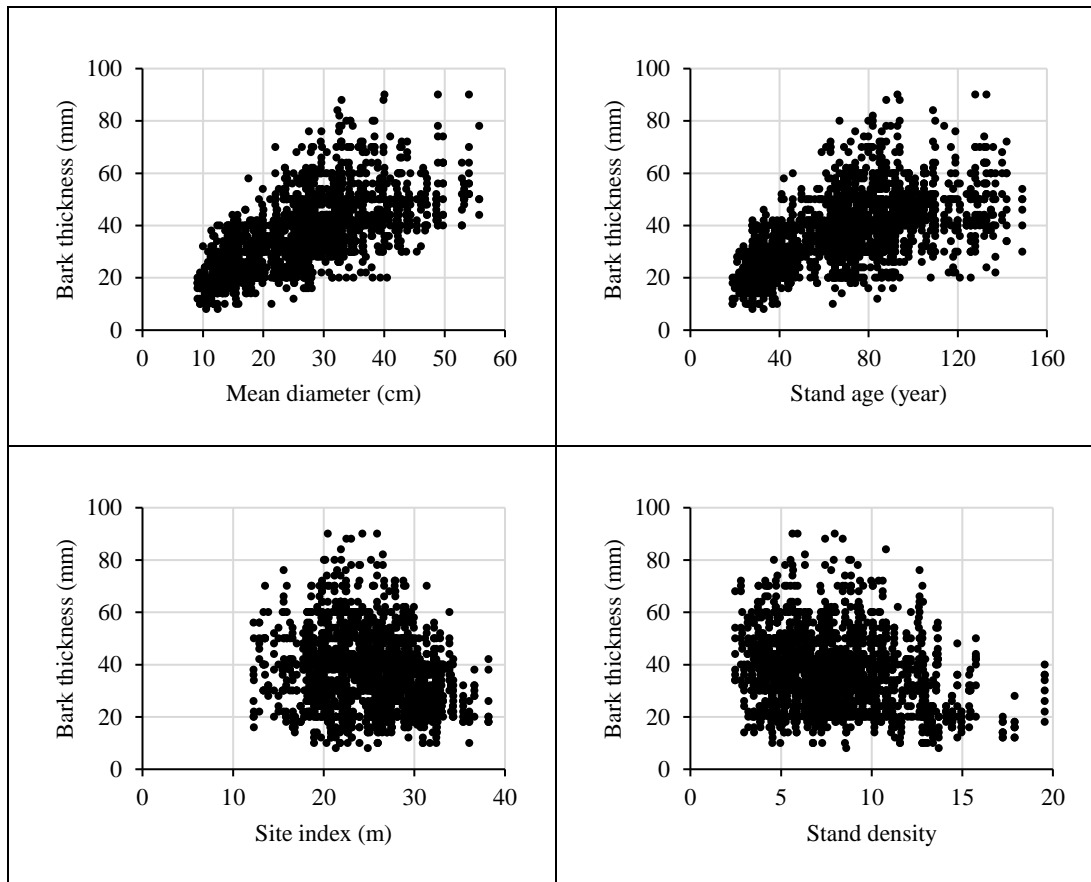 100
80
60
40
20
0
Bark thickness (mm)
0 10 20 30 40 50 60
Mean diameter (cm)
100
80
60
40
20
0
Bark thickness (mm)
0 40 80 120 160
Stand age (year)
100
80
60
40
20
0
Bark thickness (mm)
0 10 20 30 40
Site index (m)
100
80
60
40
20
0
Bark thickness (mm)
0 5 10 15 20
Stand density